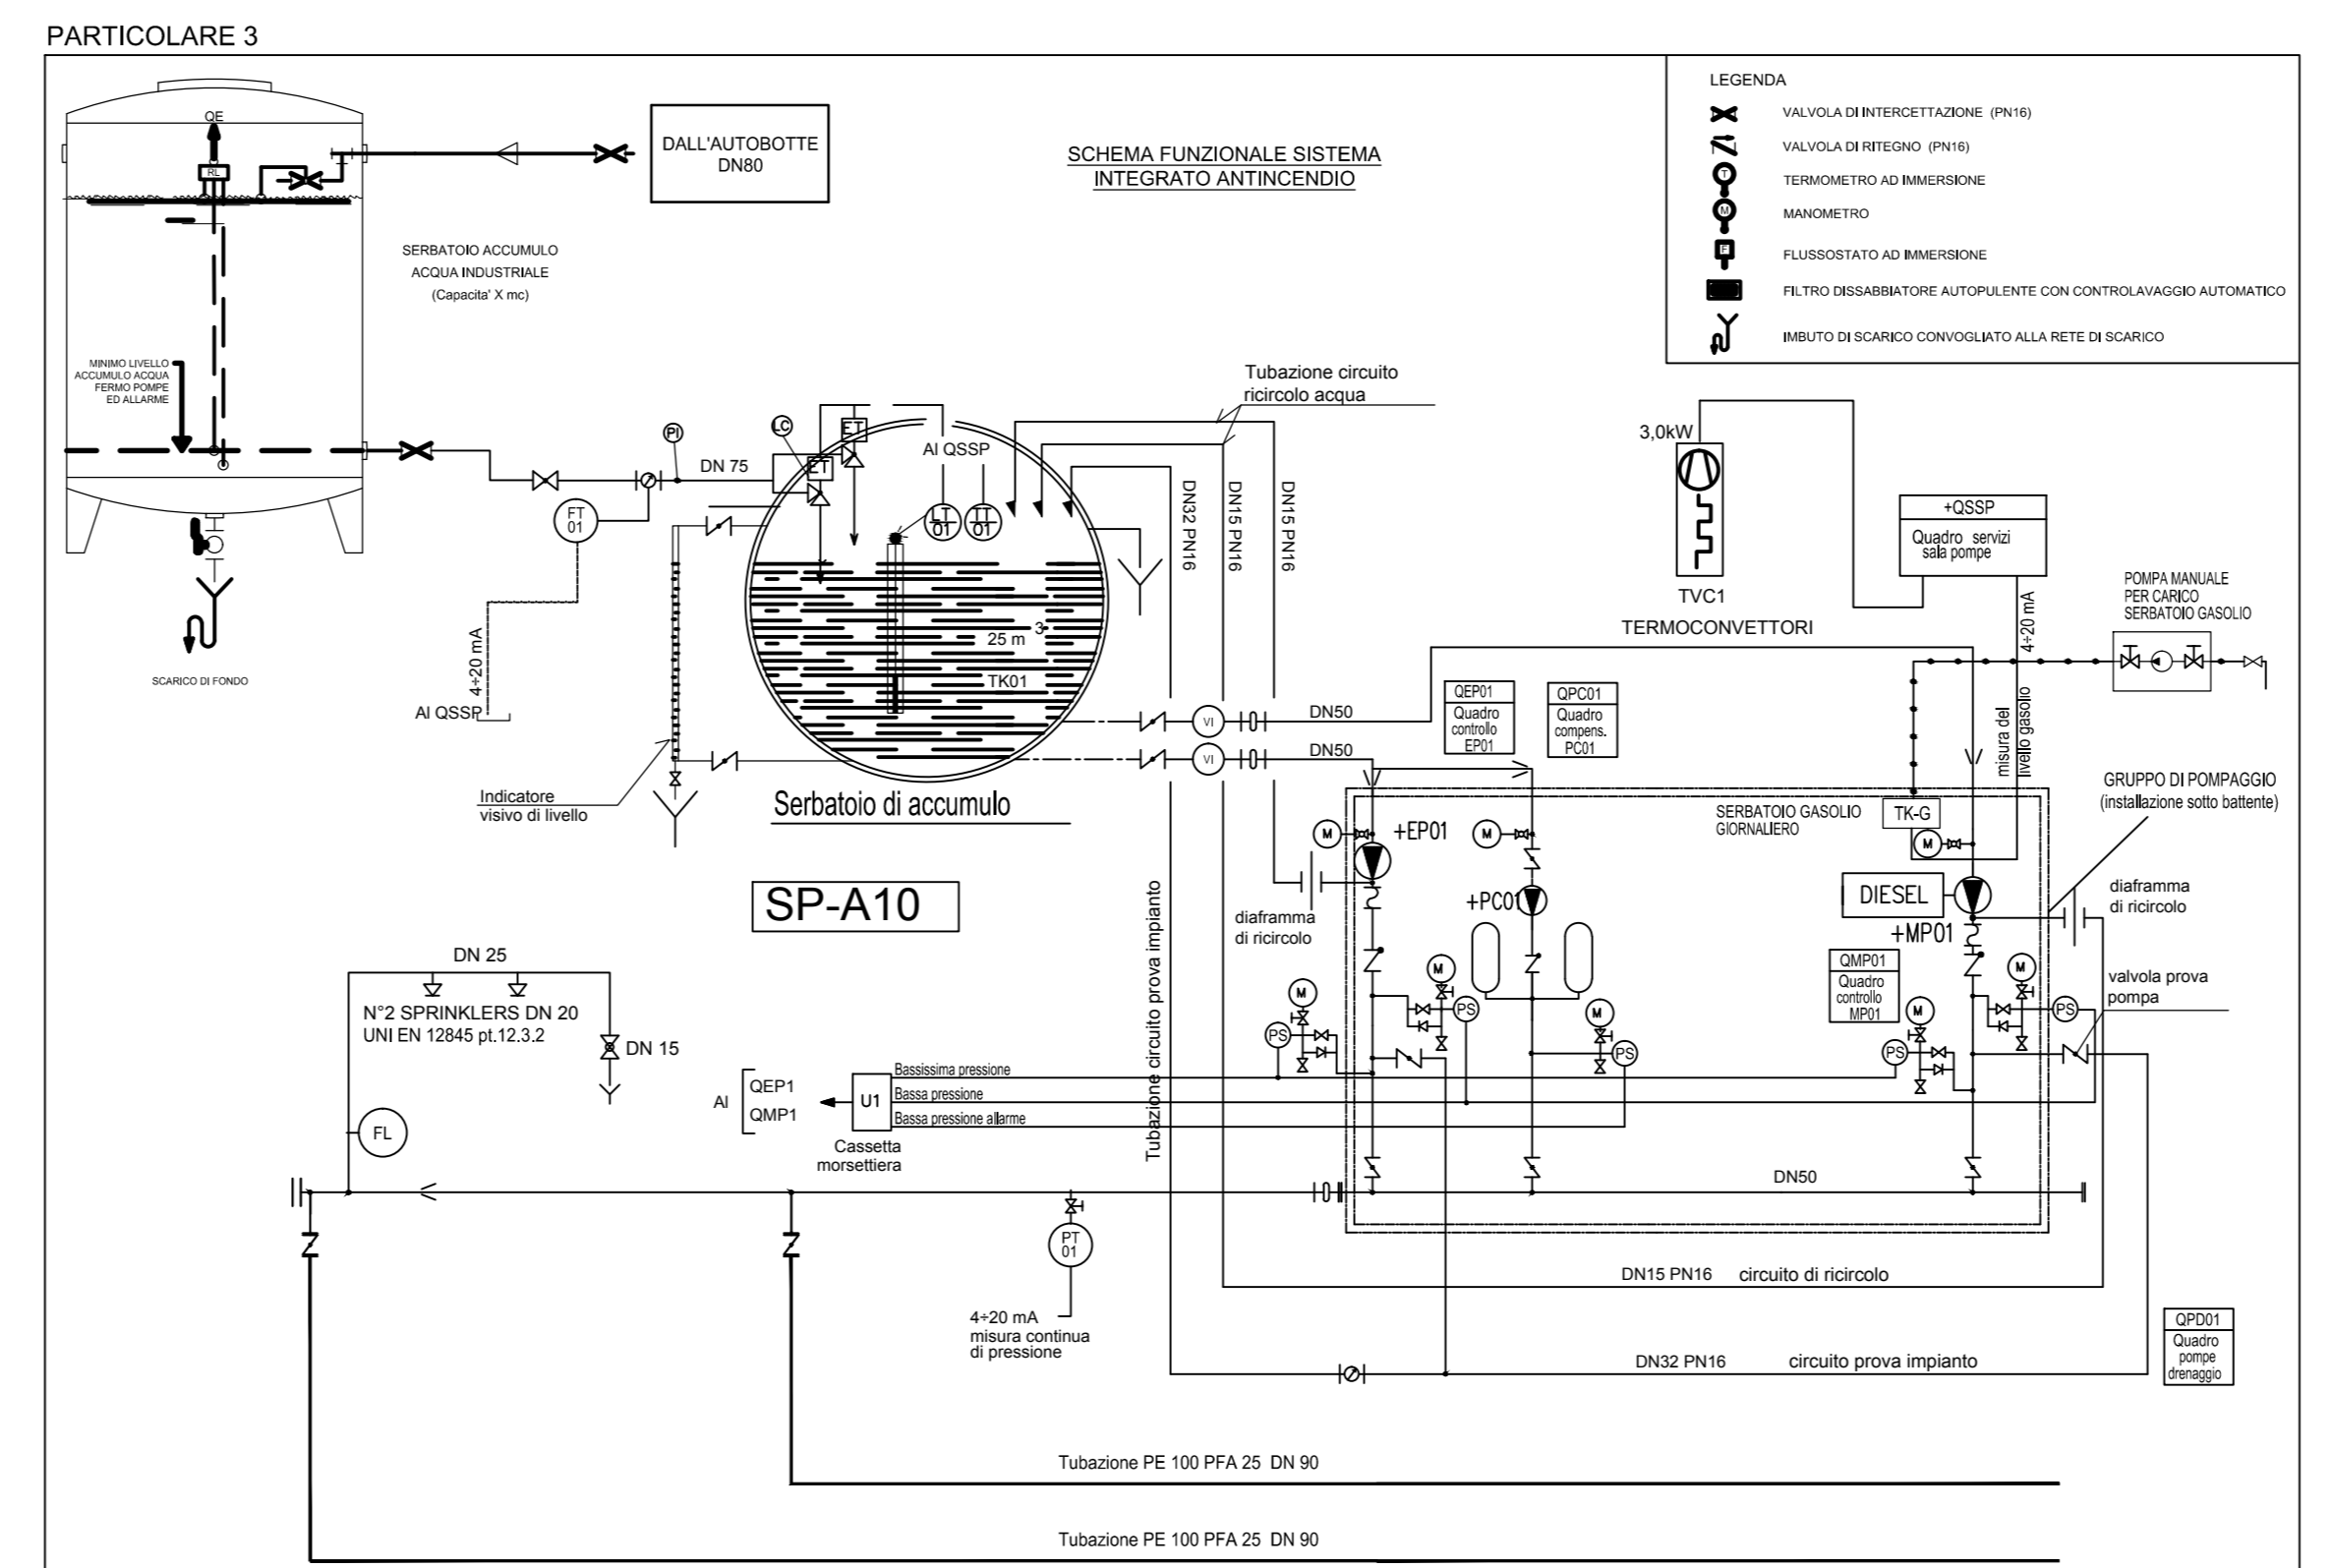 PARTICOLARE 3
QE
RL
DALL'AUTOBOTTE
DN80
SCHEMA FUNZIONALE SISTEMA
INTEGRATO ANTINCENDIO
LEGENDA
VALVOLA DI INTERCETTAZIONE (PN16)
VALVOLA DI RITEGNO (PN16)
T
TERMOMETRO AD IMMERSIONE
M
MANOMETRO
F
FLUSSOSTATO AD IMMERSIONE
FILTRO DISSABBIATORE AUTOPULENTE CON CONTROLAVAGGIO AUTOMATICO
IMBUTO DI SCARICO CONVOGLIATO ALLA RETE DI SCARICO
SERBATOIO ACCUMULO
ACQUA INDUSTRIALE
(Capacita' X mc)
MINIMO LIVELLO
ACCUMULO ACQUA
FERMO POMPE
ED ALLARME
SCARICO DI FONDO
PI
DN 75
LC
ET
ET
AI QSSP
LT
01
TT
01
FT
01
4÷20 mA
AI QSSP
Tubazione circuito
ricircolo acqua
DN32 PN16
DN15 PN16
DN15 PN16
25 m 3
TK01
Indicatore
visivo di livello
Serbatoio di accumulo
SP-A10
3,0kW
TVC1
TERMOCONVETTORI
+QSSP
Quadro servizi
sala pompe
4÷20 mA
misura del
livello gasolio
POMPA MANUALE
PER CARICO
SERBATOIO GASOLIO
VI
DN50
VI
DN50
QEP01
Quadro
controllo
EP01
QPC01
Quadro
compens.
PC01
GRUPPO DI POMPAGGIO
(installazione sotto battente)
SERBATOIO GASOLIO
GIORNALIERO
TK-G
M
M
+EP01
M
+PC01
DIESEL
+MP01
diaframma
di ricircolo
diaframma
di ricircolo
QMP01
Quadro
controllo
MP01
valvola prova
pompa
M
PS
M
PS
M
PS
M
PS
M
PS
Tubazione circuito prova impianto
DN 25
N°2 SPRINKLERS DN 20
UNI EN 12845 pt.12.3.2
DN 15
FL
AI
QEP1
QMP1
U1
Cassetta
morsettiera
Bassissima pressione
Bassa pressione
Bassa pressione allarme
DN50
PT
01
4÷20 mA
misura continua
di pressione
DN15 PN16 circuito di ricircolo
DN32 PN16 circuito prova impianto
QPD01
Quadro
pompe
drenaggio
Tubazione PE 100 PFA 25 DN 90
Tubazione PE 100 PFA 25 DN 90